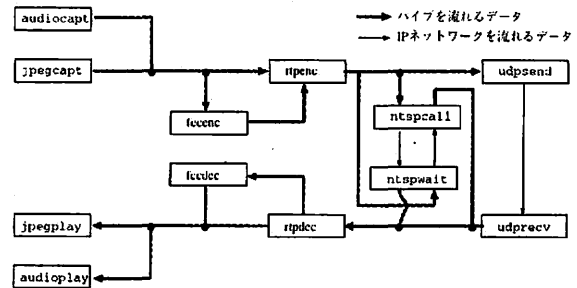 audiocapt
パイプを流れるデータ
IPネットワークを流れるデータ
jpegcapt
rtpenc
udpsend
fecenc
ntspcall
fecdec
ntspwait
jpegplay
rtpdec
udprecv
audioplay